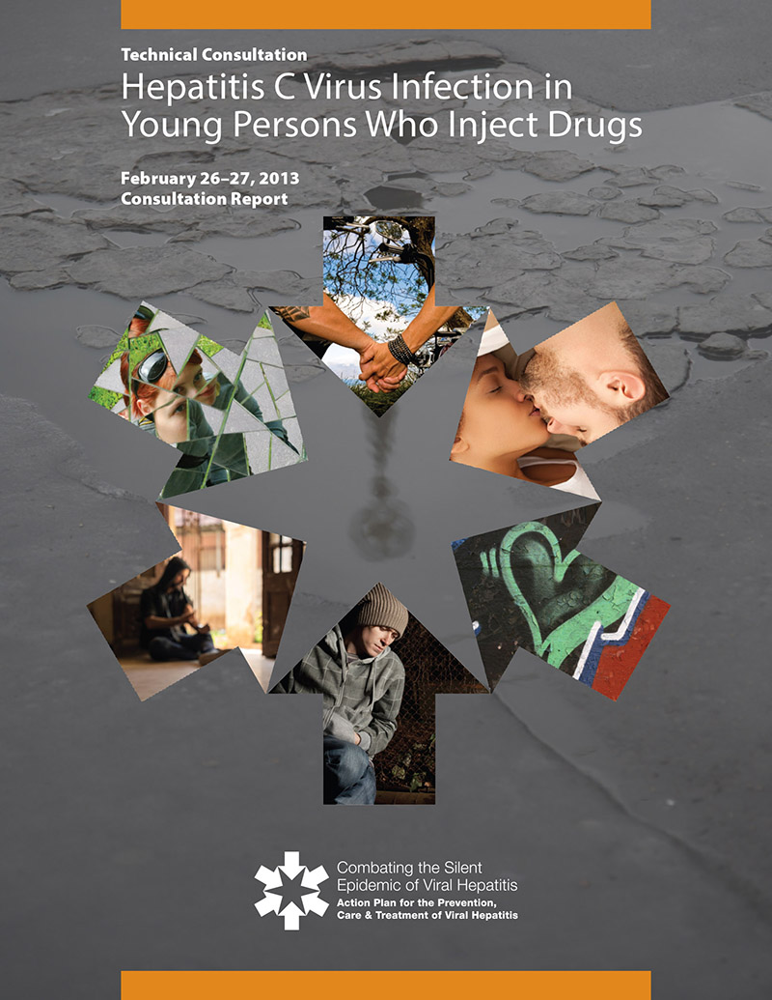 Technical Consultation
Hepatitis C Virus Infection in
Young Persons Who Inject Drugs
February 26–27, 2013
Consultation Report
Combating the Silent
Epidemic of Viral Hepatitis
Action Plan for the Prevention,
Care & Treatment of Viral Hepatitis